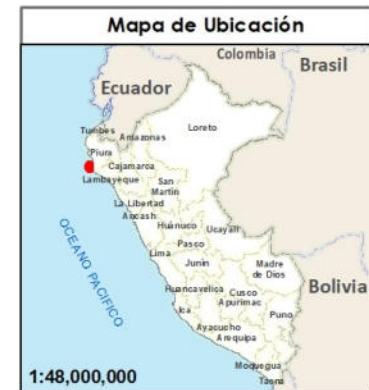 Mapa de Ubicación
Colombia
Brasil
Ecuador
Tumbes
Amazonas
Loreto
Piura
Cajamarca
Lambayeque
San
Martín
La Libertad
Ancash
Huánuco
Ucayali
Pasco
Lima
Junín
Madre
de Dios
OCEANO PACIFICO
Huancavelica
Cusco
Apurimac
Bolivia
Ica
Puno
Ayacucho
Arequipa
Moquegua
Tacna
1:48,000,000